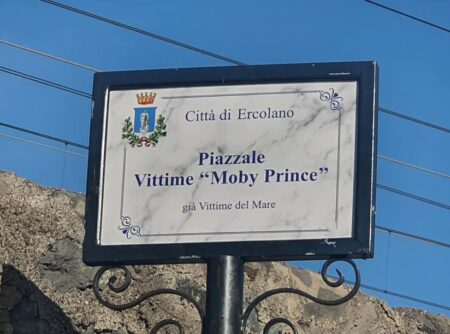 Città di Ercolano
Piazzale
Vittime "Moby Prince"
già Vittime del Mare